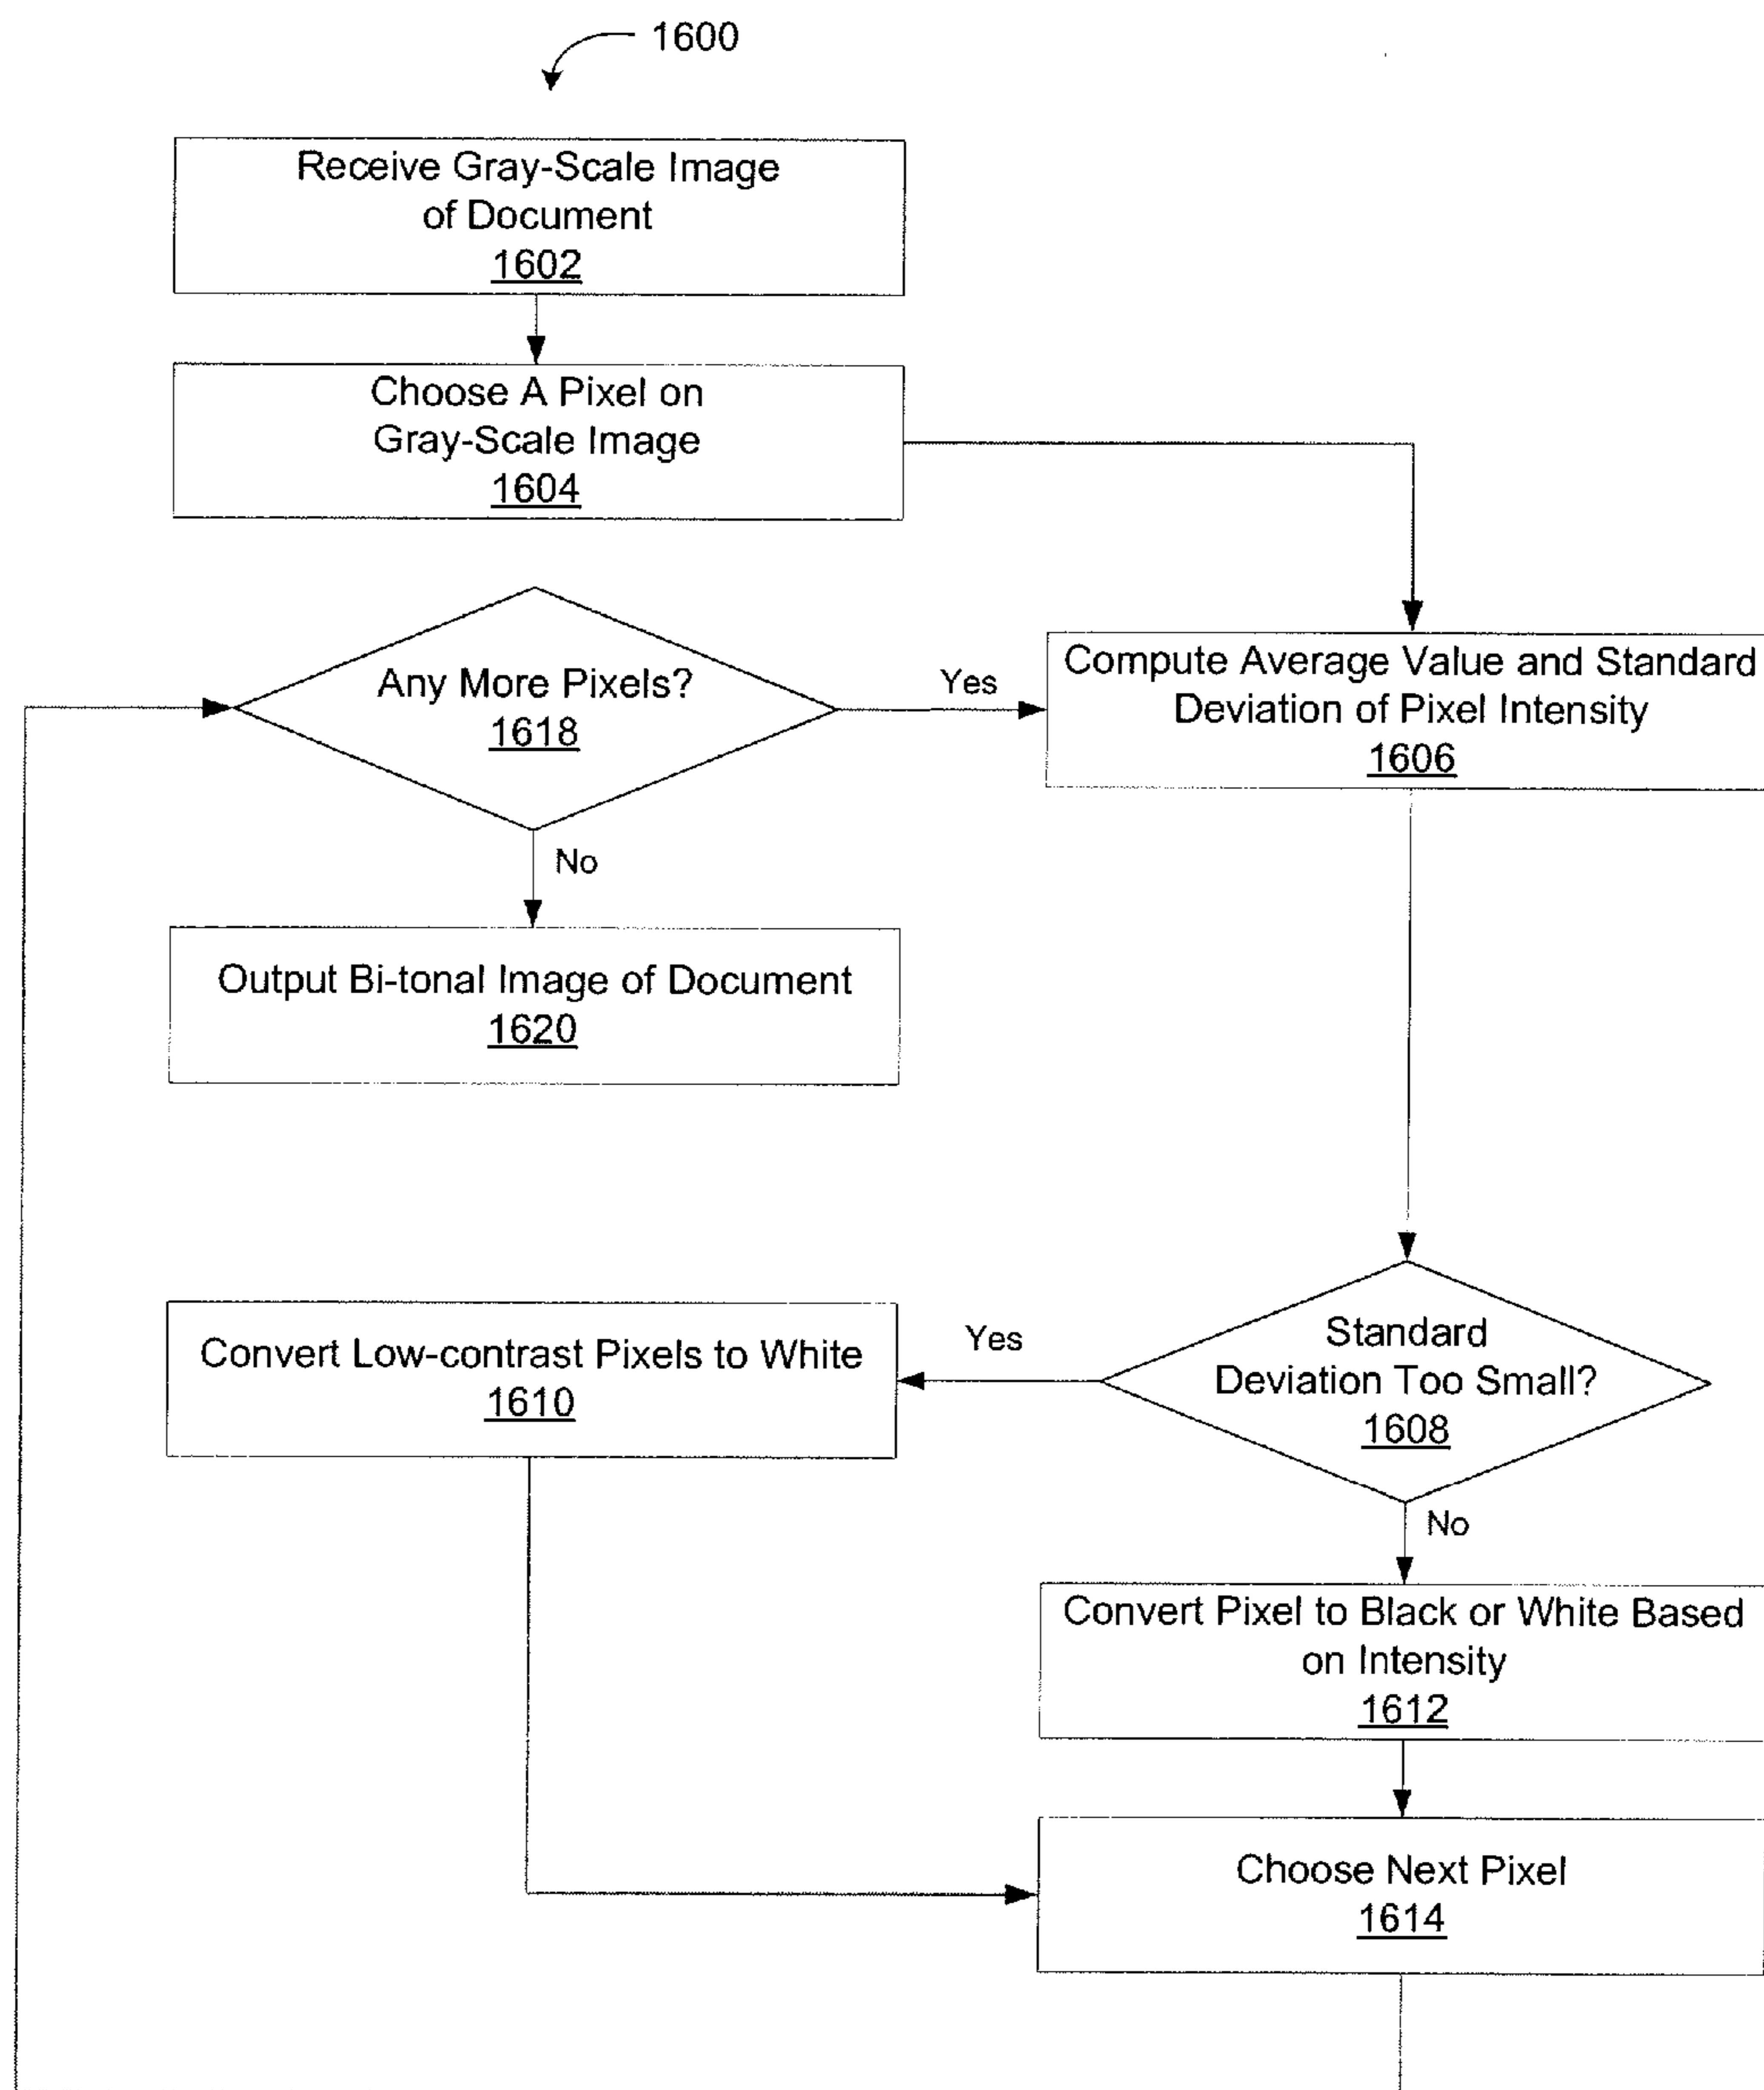 1600
Receive Gray-Scale Image
of Document
1602
Choose A Pixel on
Gray-Scale Image
1604
Any More Pixels?
1618
Yes
Compute Average Value and Standard
Deviation of Pixel Intensity
1606
No
Output Bi-tonal Image of Document
1620
Convert Low-contrast Pixels to White
1610
Yes
Standard
Deviation Too Small?
1608
No
Convert Pixel to Black or White Based
on Intensity
1612
Choose Next Pixel
1614